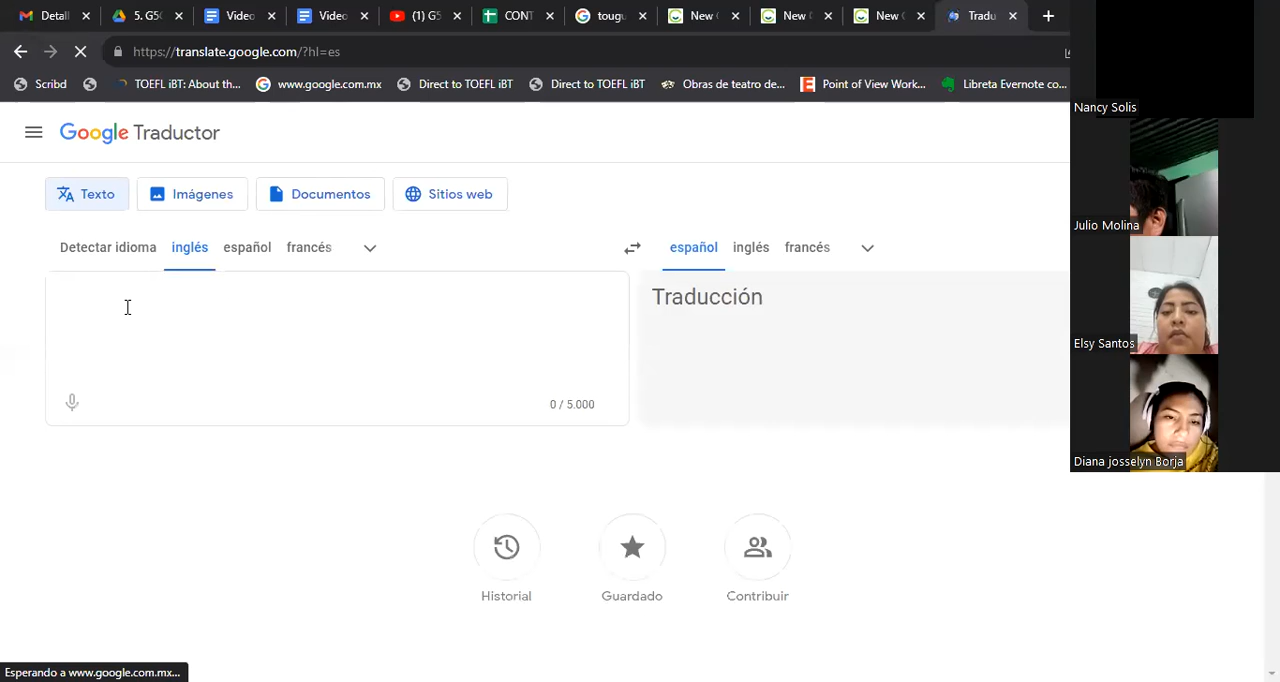 Detall
5. G5C
Video
Video
(1) G5
CONT
tougu
New C
New C
New C
Tradu
https://translate.google.com/?hl=es
Scribd
TOEFL iBT: About th...
www.google.com.mx
Direct to TOEFL iBT
Direct to TOEFL iBT
Obras de teatro de...
Point of View Work...
Libreta Evernote co...
Nancy Solis
Google Traductor
Texto
Imágenes
Documentos
Sitios web
Julio Molina
Detectar idioma
inglés
español
francés
español
inglés
francés
Traducción
Elsy Santos
0 / 5.000
Diana josselyn Borja
Historial
Guardado
Contribuir
Esperando a www.google.com.mx...